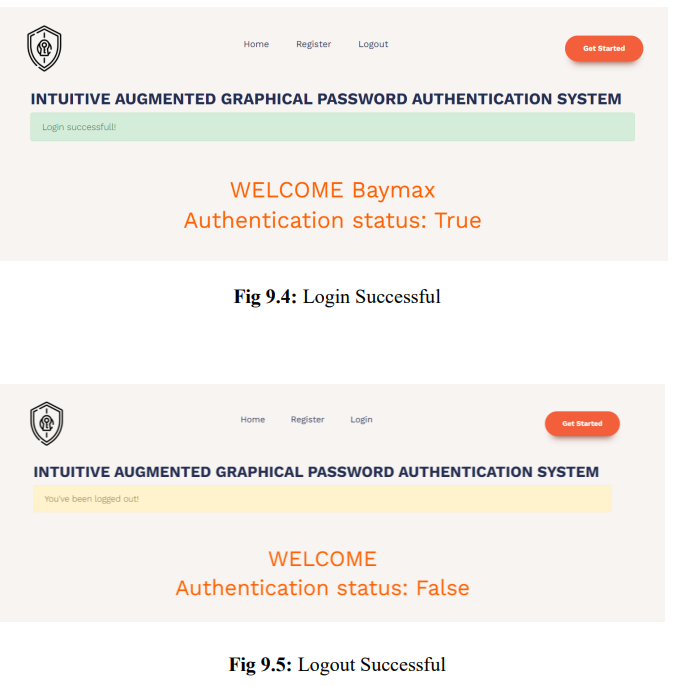 Home Register Logout Get Started
INTUITIVE AUGMENTED GRAPHICAL PASSWORD AUTHENTICATION SYSTEM
Login successfull!
WELCOME Baymax
Authentication status: True
Fig 9.4: Login Successful
Home Register Login Get Started
INTUITIVE AUGMENTED GRAPHICAL PASSWORD AUTHENTICATION SYSTEM
You've been logged out!
WELCOME
Authentication status: False
Fig 9.5: Logout Successful